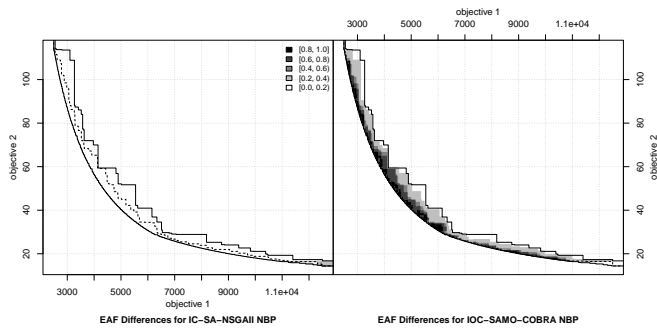 objective 1
3000 5000 7000 9000 1.1e+04
[0.8, 1.0]
[0.6, 0.8)
[0.4, 0.6)
[0.2, 0.4)
[0.0, 0.2)
objective 2
100
80
60
40
20
objective 2
100
80
60
40
20
3000 5000 7000 9000 1.1e+04
objective 1
EAF Differences for IC−SA−NSGAII NBP
EAF Differences for IOC−SAMO−COBRA NBP